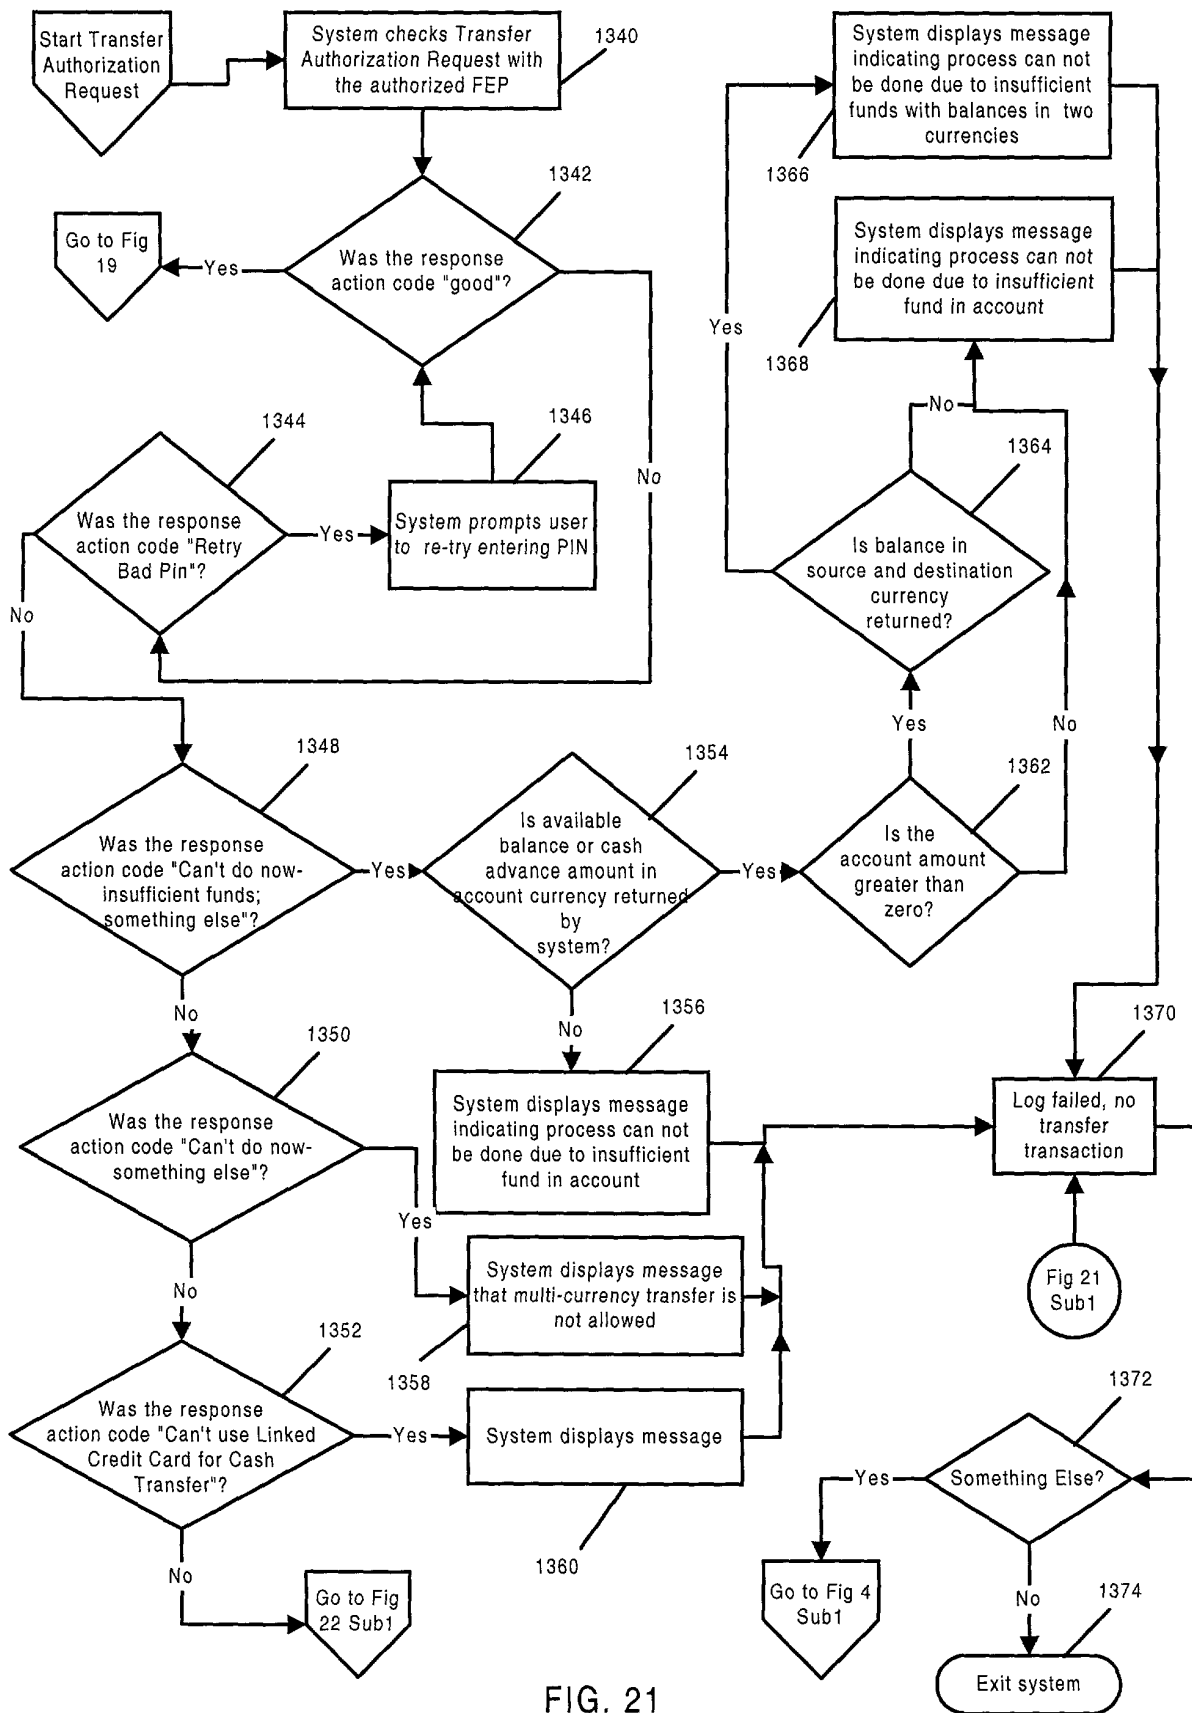 Start Transfer
Authorization
Request
System checks Transfer
Authorization Request with
the authorized FEP
1340
System displays message
indicating process can not
be done due to insufficient
funds with balances in two
currencies
1366
1342
Go to Fig
19
Yes
Was the response
action code "good"?
System displays message
indicating process can not
be done due to insufficient
fund in account
1368
Yes
No
1344
1346
No
1364
Was the response
action code "Retry
Bad Pin"?
Yes
System prompts user
to re-try entering PIN
Is balance in
source and destination
currency
returned?
No
Yes
No
1348
1354
1362
Was the response
action code "Can't do now-
insufficient funds;
something else"?
Yes
Is available
balance or cash
advance amount in
account currency returned
by
system?
Yes
Is the
account amount
greater than
zero?
No
No
1350
1356
1370
Was the response
action code "Can't do now-
something else"?
System displays message
indicating process can not
be done due to insufficient
fund in account
Log failed, no
transfer
transaction
Yes
No
System displays message
that multi-currency transfer is
not allowed
Fig 21
Sub1
1352
1358
1372
Was the response
action code "Can't use Linked
Credit Card for Cash
Transfer"?
Yes
System displays message
Yes
Something Else?
1360
No
Go to Fig
22 Sub1
Go to Fig 4
Sub1
No
1374
Exit system
FIG. 21